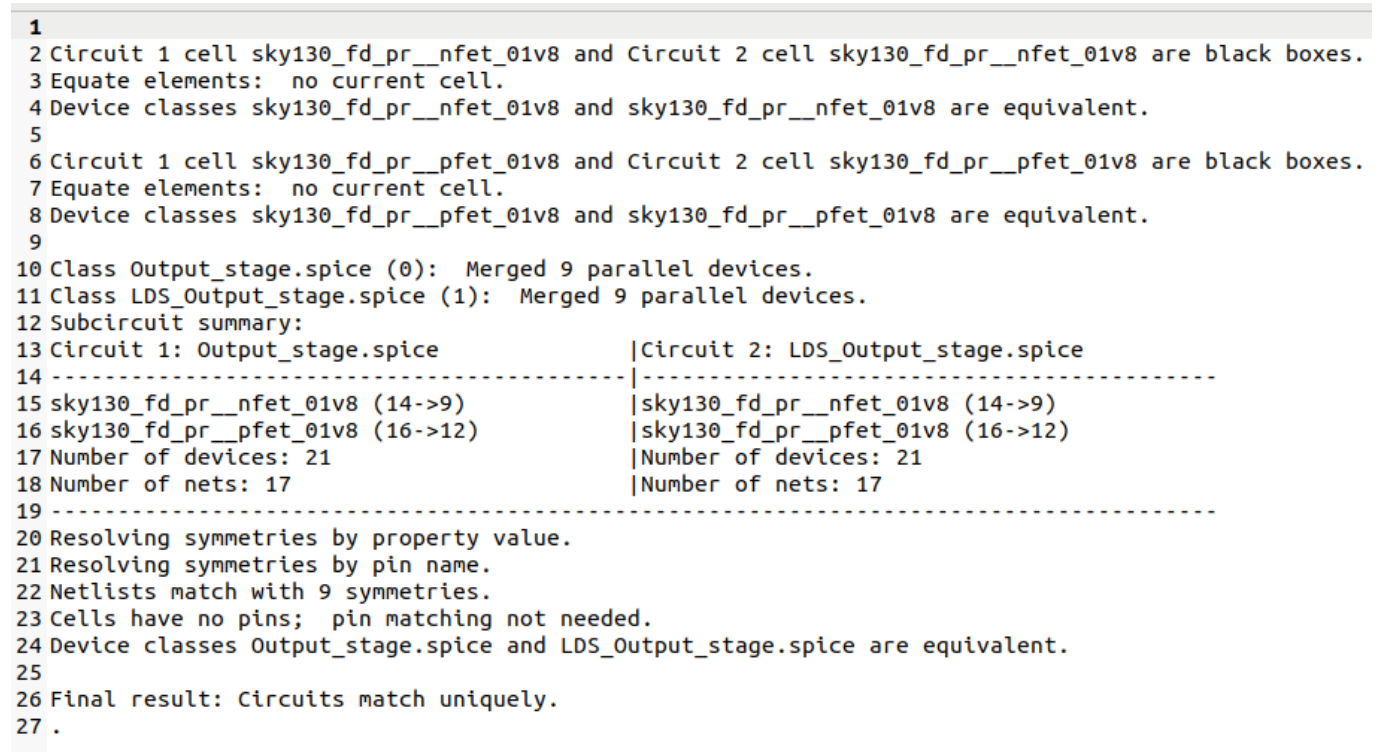 1
2 Circuit 1 cell sky130_fd_pr__nfet_01v8 and Circuit 2 cell sky130_fd_pr__nfet_01v8 are black boxes.
3 Equate elements:  no current cell.
4 Device classes sky130_fd_pr__nfet_01v8 and sky130_fd_pr__nfet_01v8 are equivalent.
5
6 Circuit 1 cell sky130_fd_pr__pfet_01v8 and Circuit 2 cell sky130_fd_pr__pfet_01v8 are black boxes.
7 Equate elements:  no current cell.
8 Device classes sky130_fd_pr__pfet_01v8 and sky130_fd_pr__pfet_01v8 are equivalent.
9
10 Class Output_stage.spice (0):  Merged 9 parallel devices.
11 Class LDS_Output_stage.spice (1):  Merged 9 parallel devices.
12 Subcircuit summary:
13 Circuit 1: Output_stage.spice              |Circuit 2: LDS_Output_stage.spice
14 -------------------------------------------|-------------------------------------------
15 sky130_fd_pr__nfet_01v8 (14->9)            |sky130_fd_pr__nfet_01v8 (14->9)
16 sky130_fd_pr__pfet_01v8 (16->12)           |sky130_fd_pr__pfet_01v8 (16->12)
17 Number of devices: 21                      |Number of devices: 21
18 Number of nets: 17                         |Number of nets: 17
19 ---------------------------------------------------------------------------------------
20 Resolving symmetries by property value.
21 Resolving symmetries by pin name.
22 Netlists match with 9 symmetries.
23 Cells have no pins;  pin matching not needed.
24 Device classes Output_stage.spice and LDS_Output_stage.spice are equivalent.
25
26 Final result: Circuits match uniquely.
27 .